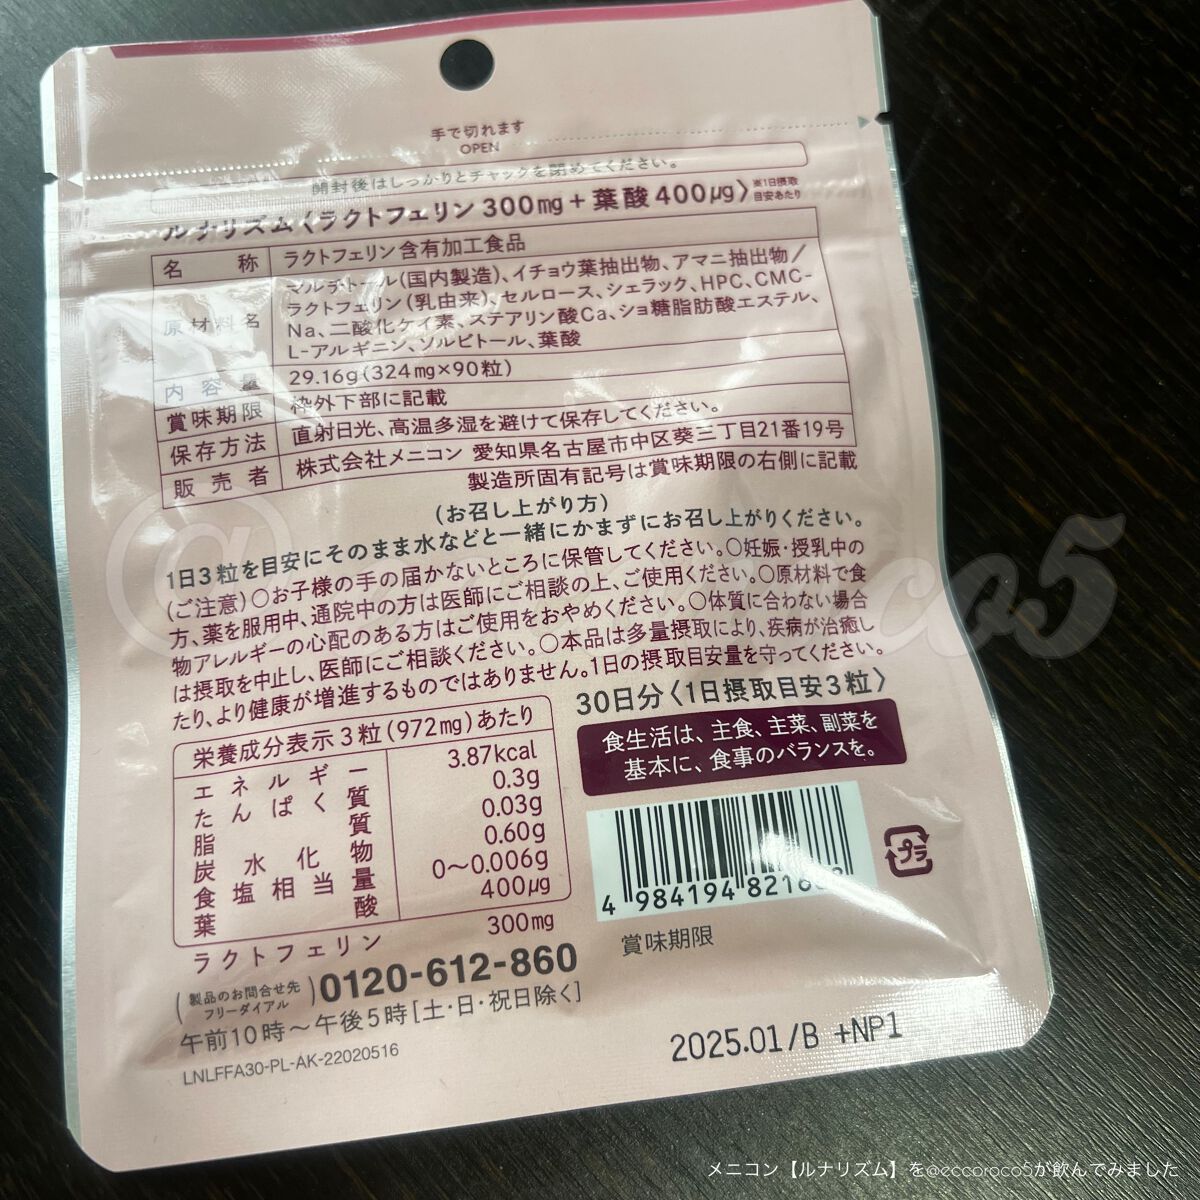 手で切れます
OPEN
開封後はしっかりとチャックを閉めてください。
ルナリズム〈ラクトフェリン 300mg＋葉酸400μg〉※1日摂取目安あたり
名称 ラクトフェリン含有加工食品
原材料名 マルチトール(国内製造)、イチョウ葉抽出物、アマニ抽出物／
ラクトフェリン(乳由来)、セルロース、シェラック、HPC、CMC-
Na、二酸化ケイ素、ステアリン酸Ca、ショ糖脂肪酸エステル、
L-アルギニン、ソルビトール、葉酸
内容量 29.16g(324mg×90粒)
賞味期限 枠外下部に記載
保存方法 直射日光、高温多湿を避けて保存してください。
販売者 株式会社メニコン 愛知県名古屋市中区葵三丁目21番19号
製造所固有記号は賞味期限の右側に記載
(お召し上がり方)
1日3粒を目安にそのまま水などと一緒にかまずにお召し上がりください。
(ご注意)○お子様の手の届かないところに保管してください。○妊娠・授乳中の
方、薬を服用中、通院中の方は医師にご相談の上、ご使用ください。○原材料で食
物アレルギーの心配のある方はご使用をおやめください。○体質に合わない場合
は摂取を中止し、医師にご相談ください。○本品は多量摂取により、疾病が治癒し
たり、より健康が増進するものではありません。1日の摂取目安量を守ってください。
30日分〈1日摂取目安3粒〉
食生活は、主食、主菜、副菜を
基本に、食事のバランスを。
栄養成分表示 3粒(972mg)あたり
エネルギー 3.87kcal
たんぱく質 0.3g
脂質 0.03g
炭水化物 0.60g
食塩相当量 0〜0.006g
葉酸 400μg
ラクトフェリン 300mg
4 984194 821
プラ
賞味期限
(製品のお問合せ先
フリーダイアル)0120-612-860
午前10時〜午後5時[土・日・祝日除く]
LNLFFA30-PL-AK-22020516
2025.01/B +NP1
メニコン【ルナリズム】を@eccoroco5が飲んでみました